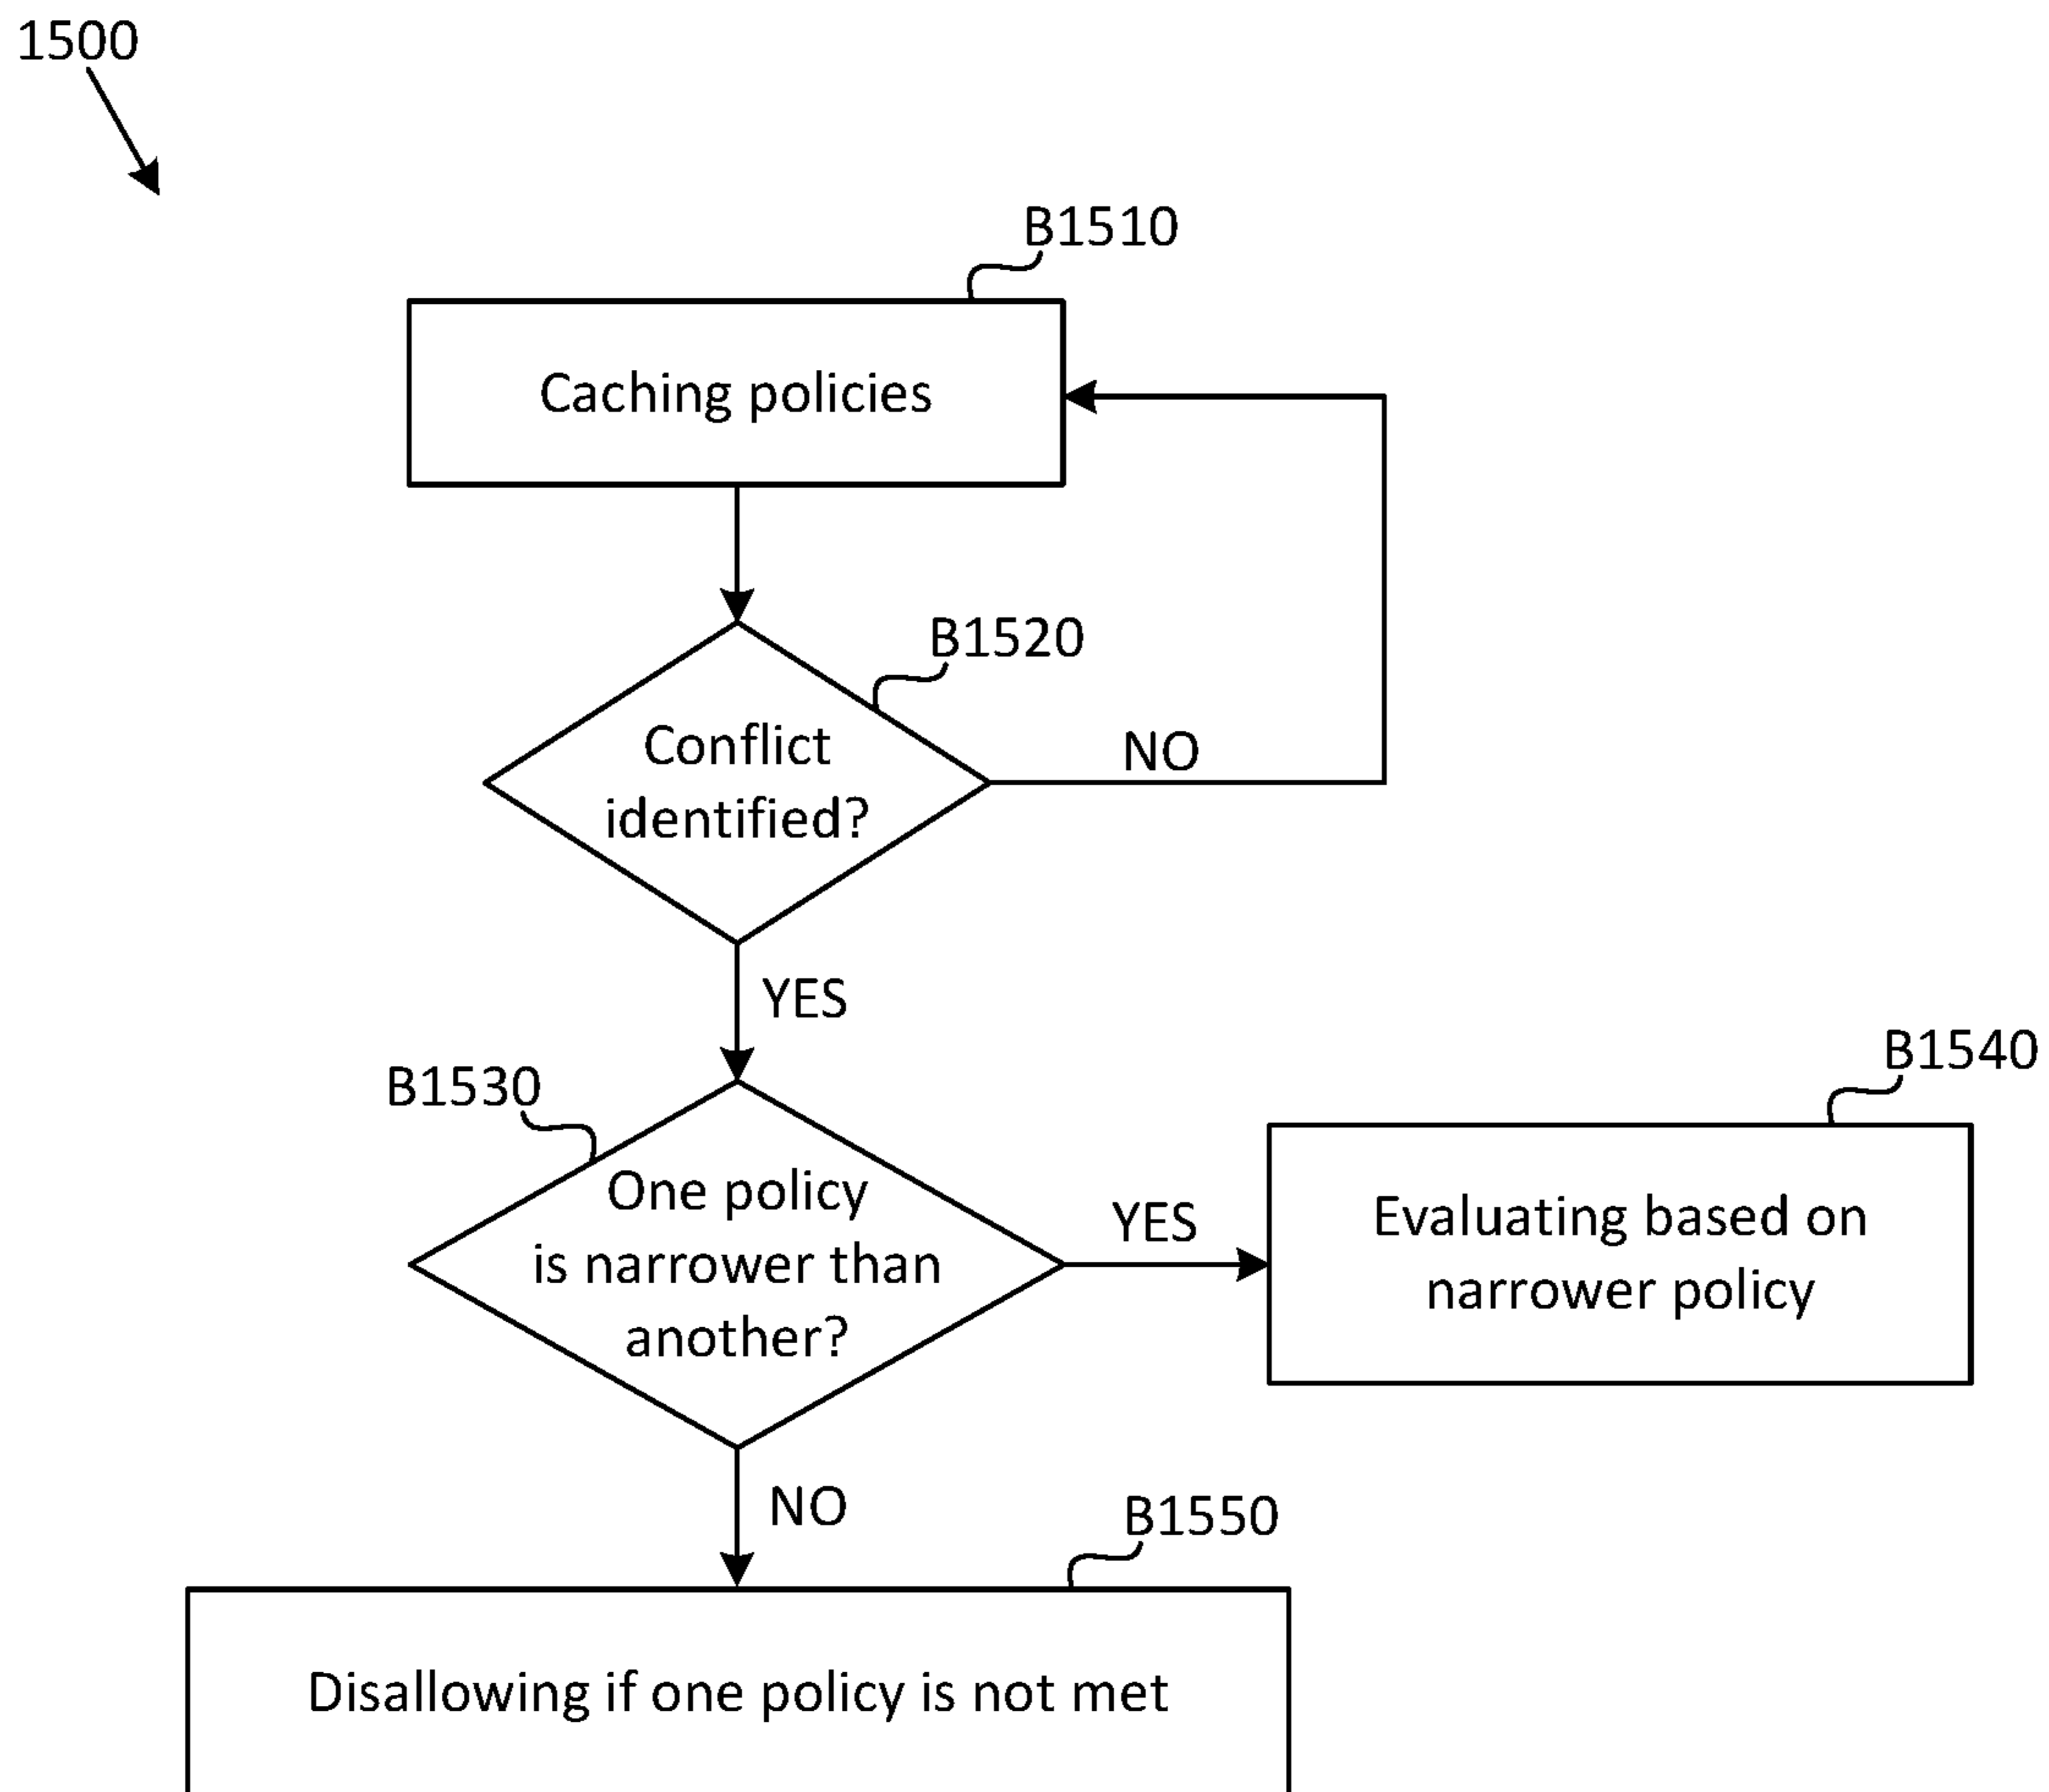 1500
B1510
Caching policies
B1520
Conflict
identified?
NO
YES
B1530
One policy
is narrower than
another?
YES
B1540
Evaluating based on
narrower policy
NO
B1550
Disallowing if one policy is not met